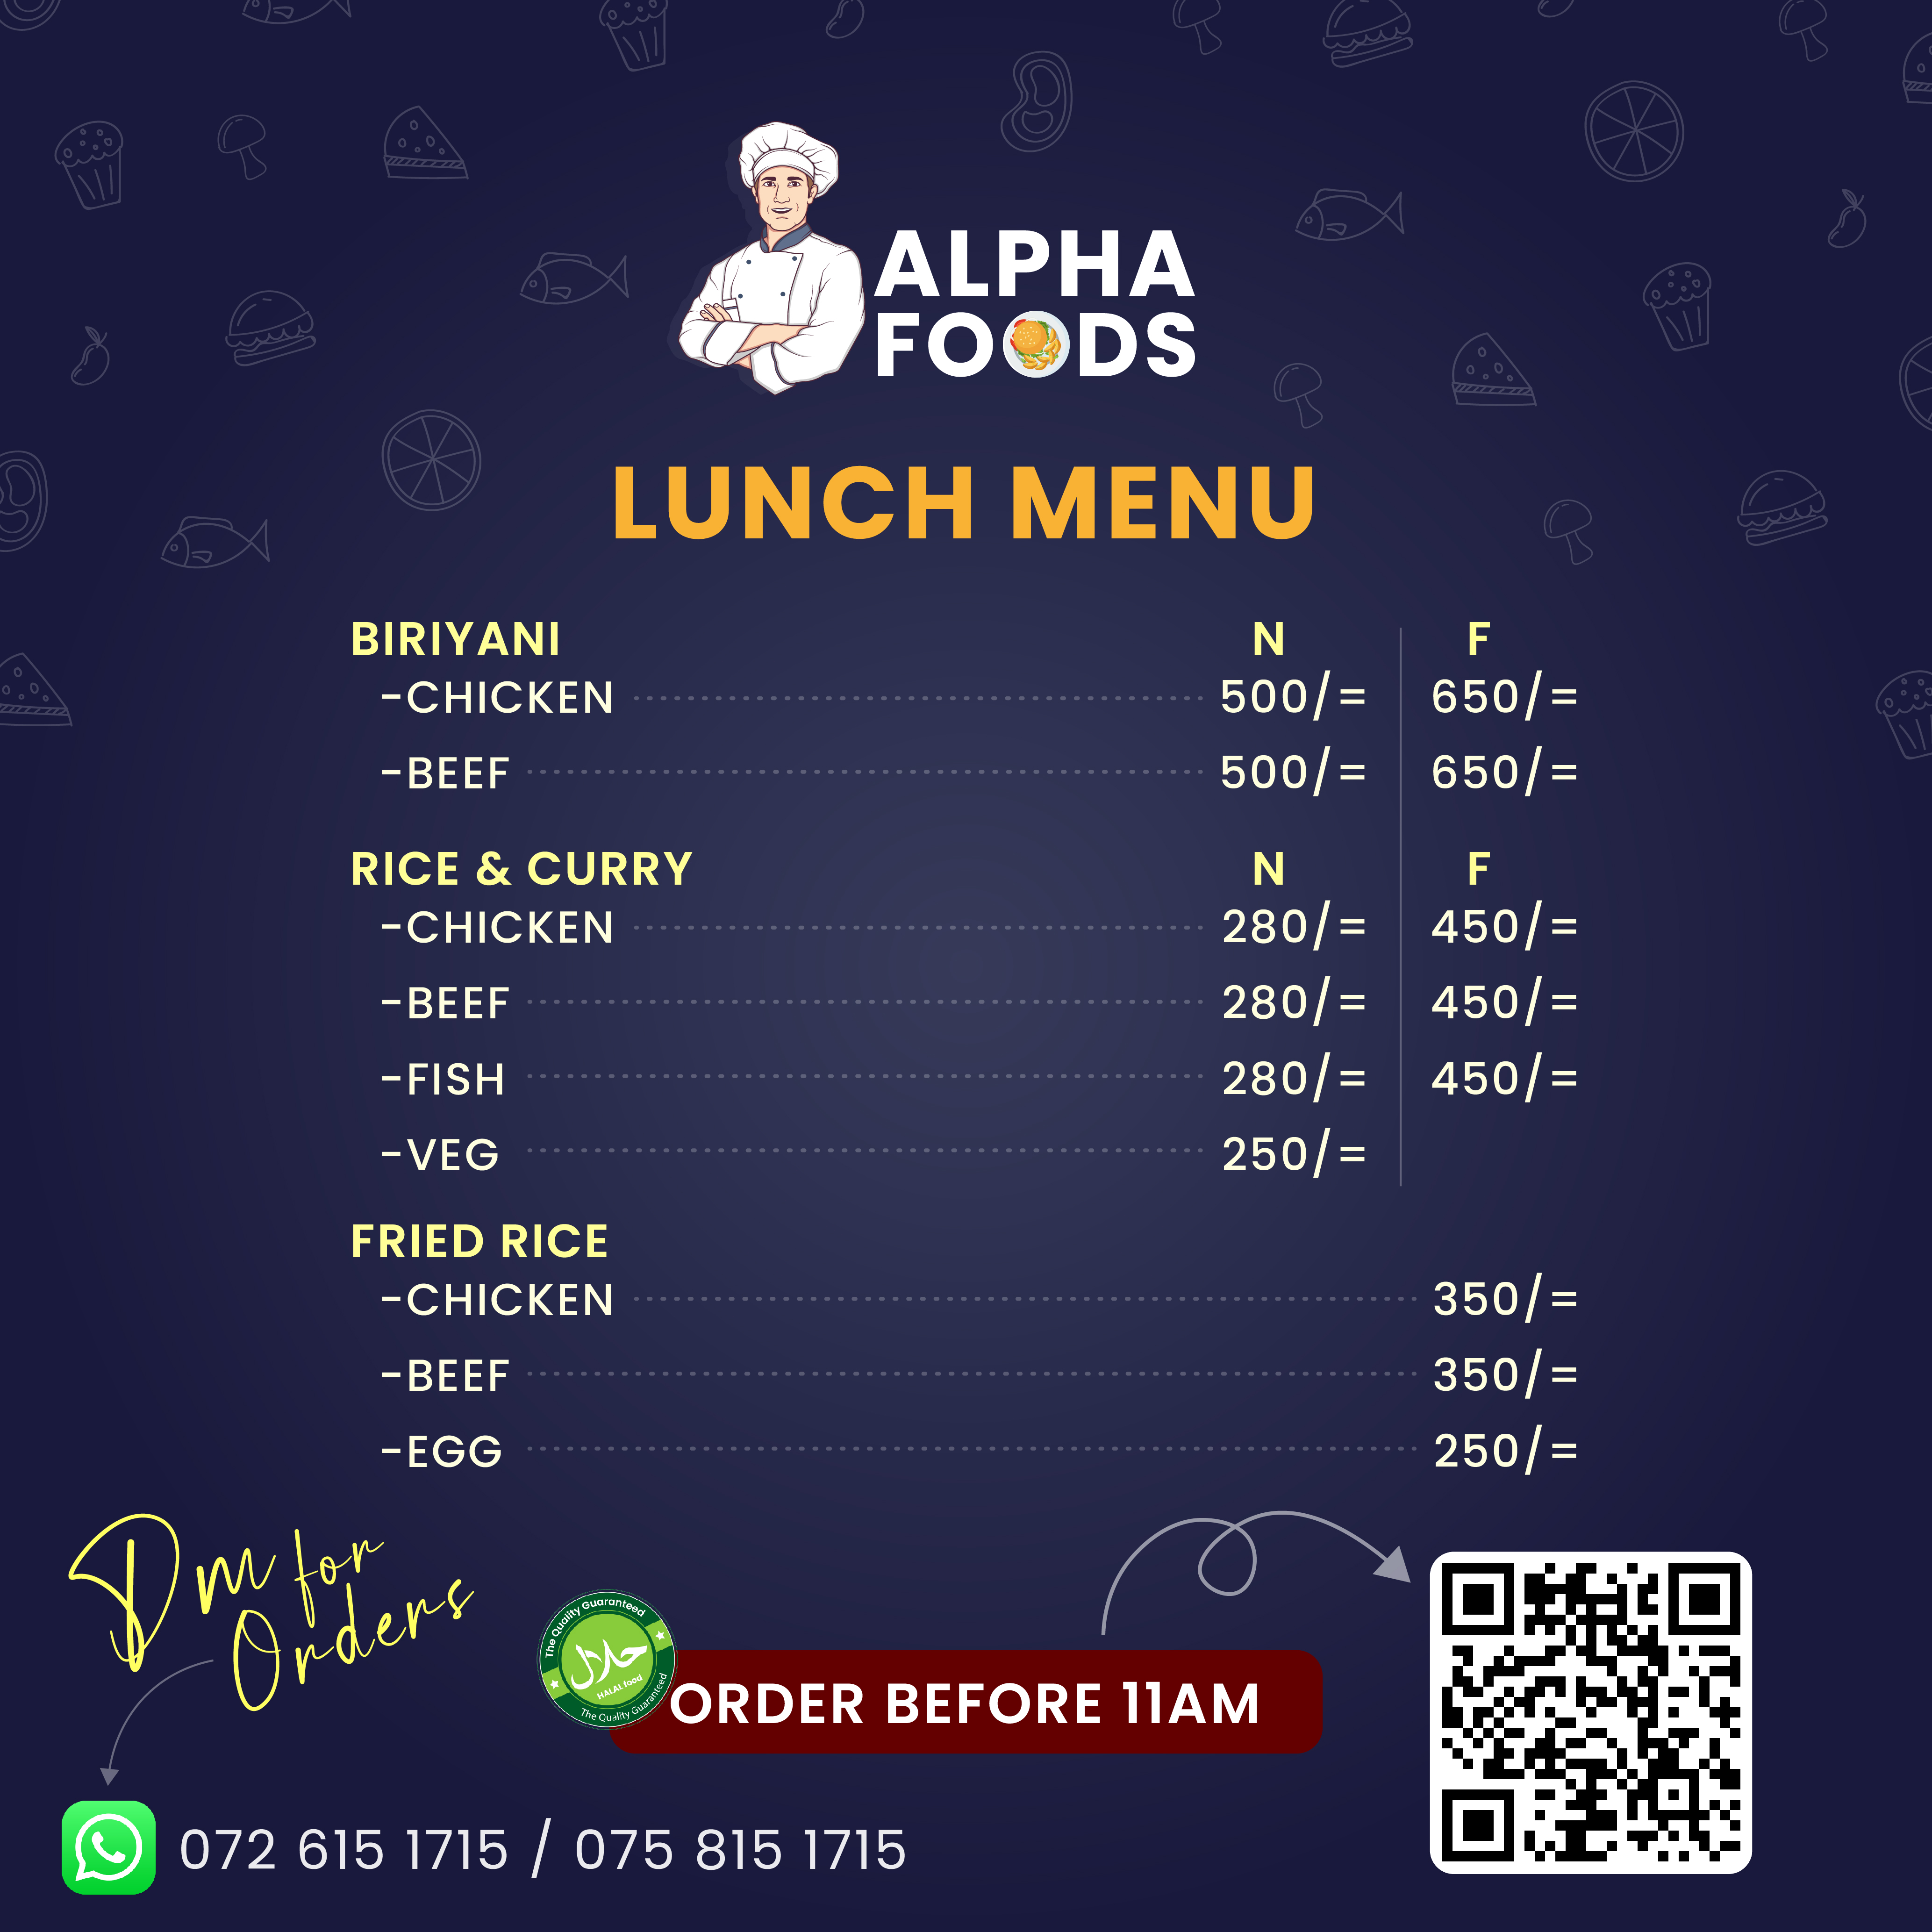 ALPHA
FOODS
LUNCH MENU
BIRIYANI N F
-CHICKEN 500/= 650/=
-BEEF 500/= 650/=
RICE & CURRY N F
-CHICKEN 280/= 450/=
-BEEF 280/= 450/=
-FISH 280/= 450/=
-VEG 250/=
FRIED RICE
-CHICKEN 350/=
-BEEF 350/=
-EGG 250/=
Dm for
Orders
The Quality Guaranteed
حلال
HALAL food
The Quality Guaranteed
ORDER BEFORE 11AM
072 615 1715 / 075 815 1715